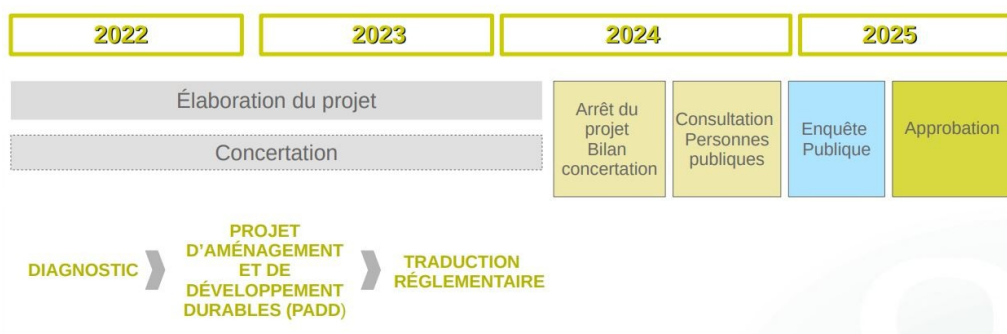 2022
2023
2024
2025
Élaboration du projet
Concertation
Arrêt du
projet
Bilan
concertation
Consultation
Personnes
publiques
Enquête
Publique
Approbation
DIAGNOSTIC
PROJET
D'AMÉNAGEMENT
ET DE
DÉVELOPPEMENT
DURABLES (PADD)
TRADUCTION
RÉGLEMENTAIRE